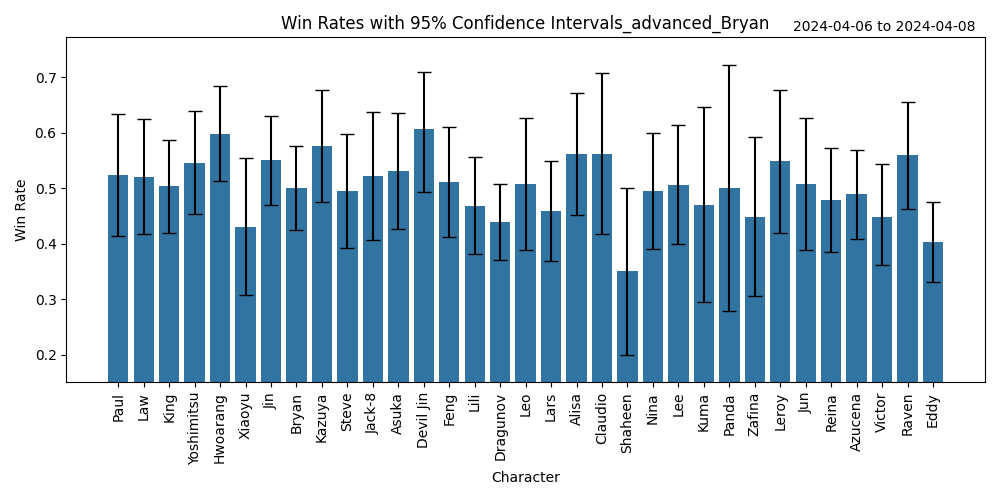 Win Rates with 95% Confidence Intervals_advanced_Bryan
2024-04-06 to 2024-04-08
Win Rate
0.7
0.6
0.5
0.4
0.3
0.2
Paul
Law
King
Yoshimitsu
Hwoarang
Xiaoyu
Jin
Bryan
Kazuya
Steve
Jack-8
Asuka
Devil Jin
Feng
Lili
Dragunov
Leo
Lars
Alisa
Claudio
Shaheen
Nina
Lee
Kuma
Panda
Zafina
Leroy
Jun
Reina
Azucena
Victor
Raven
Eddy
Character